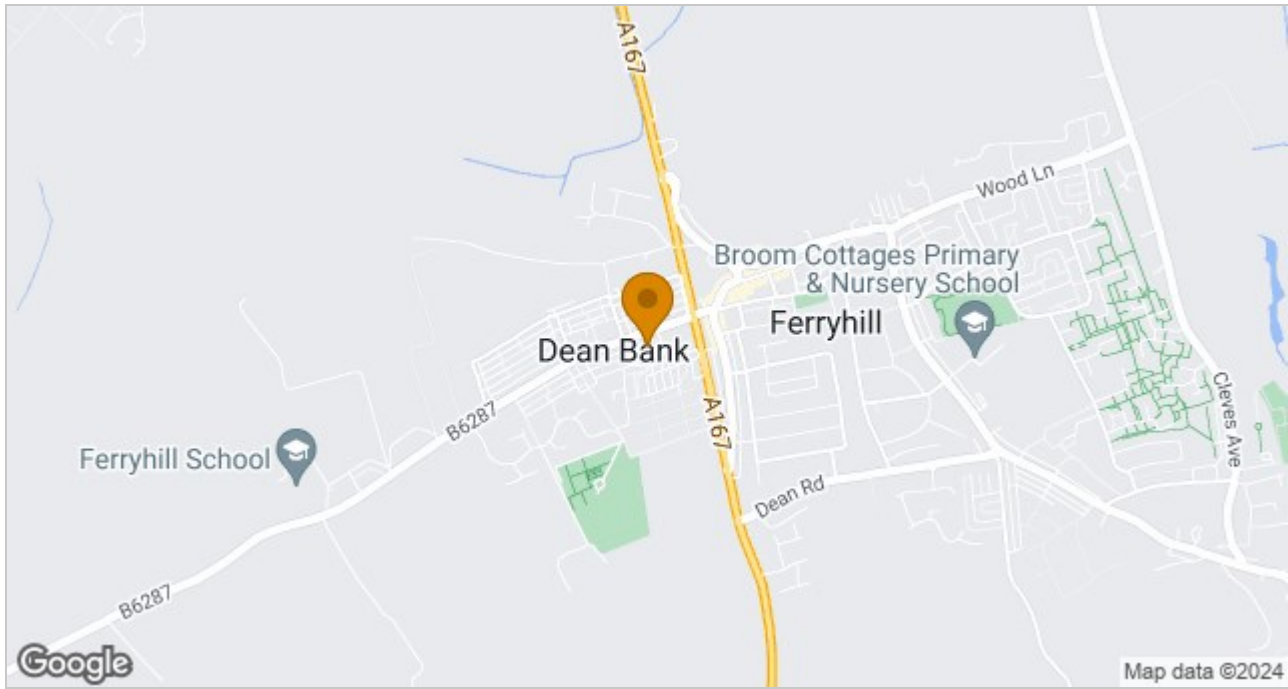 A167
Wood Ln
Broom Cottages Primary
& Nursery School
Ferryhill
Dean Bank
B6287
A167
Cleves Ave
Ferryhill School
Dean Rd
B6287
Google
Map data ©2024